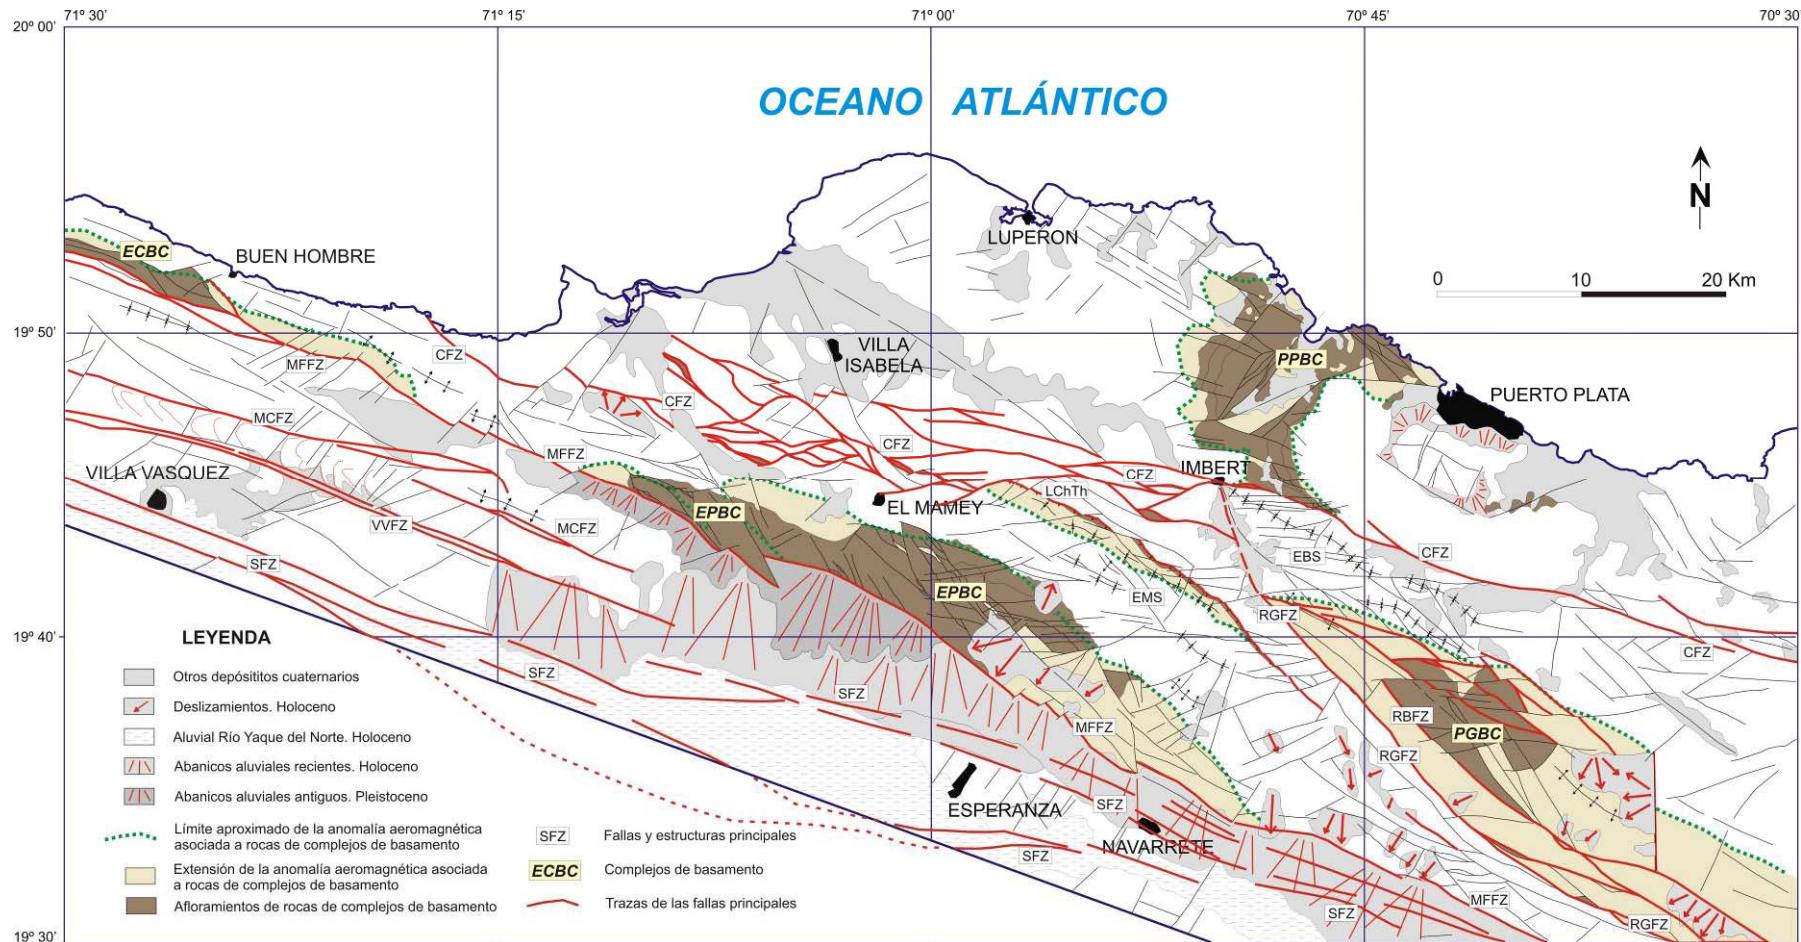 71º 30'
71º 15'
71º 00'
70º 45'
70º 30'
20º 00'
OCEANO ATLÁNTICO
N
0 10 20 Km
LUPERON
ECBC
BUEN HOMBRE
19º 50'
MFFZ
CFZ
VILLA
ISABELA
PPBC
PUERTO PLATA
CFZ
MCFZ
CFZ
MFFZ
VILLA VASQUEZ
CFZ
IMBERT
LChTh
EPBC
EL MAMEY
VVFZ
MCFZ
SFZ
EBS
CFZ
EPBC
EMS
RGFZ
19º 40'
CFZ
SFZ
SFZ
RBFZ
MFFZ
PGBC
RGFZ
ESPERANZA
SFZ
NAVARRETE
SFZ
MFFZ
SFZ
RGFZ
19º 30'
LEYENDA
Otros depósititos cuaternarios
Deslizamientos. Holoceno
Aluvial Río Yaque del Norte. Holoceno
Abanicos aluviales recientes. Holoceno
Abanicos aluviales antiguos. Pleistoceno
Límite aproximado de la anomalía aeromagnética
asociada a rocas de complejos de basamento
Extensión de la anomalía aeromagnética asociada
a rocas de complejos de basamento
Afloramientos de rocas de complejos de basamento
SFZ Fallas y estructuras principales
ECBC Complejos de basamento
Trazas de las fallas principales